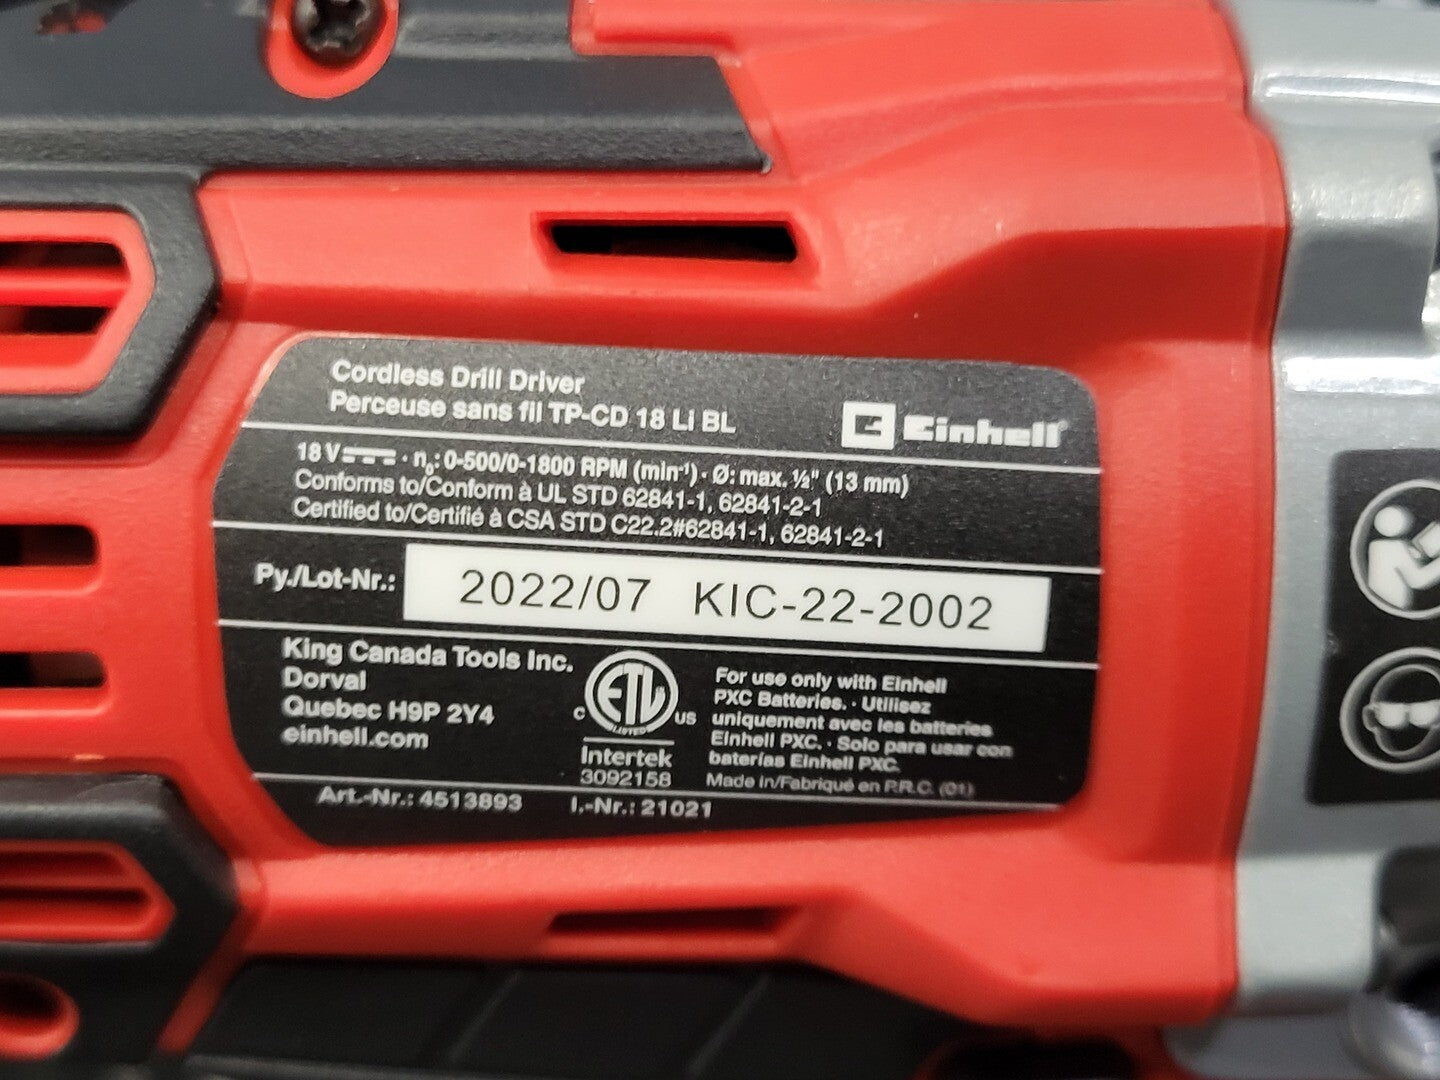 Cordless Drill Driver
Perceuse sans fil TP-CD 18 Li BL
Einhell
18 V ⎓ · n₀: 0-500/0-1800 RPM (min⁻¹) · Ø: max. ½" (13 mm)
Conforms to/Conform à UL STD 62841-1, 62841-2-1
Certified to/Certifié à CSA STD C22.2#62841-1, 62841-2-1
Py./Lot-Nr.: 2022/07 KIC-22-2002
King Canada Tools Inc.
Dorval
Quebec H9P 2Y4
einhell.com
ETL
C US
LISTED
Intertek
3092158
For use only with Einhell
PXC Batteries. · Utilisez
uniquement avec les batteries
Einhell PXC. · Solo para usar con
baterías Einhell PXC.
Made in/Fabriqué en P.R.C. (01)
Art.-Nr.: 4513893 I.-Nr.: 21021